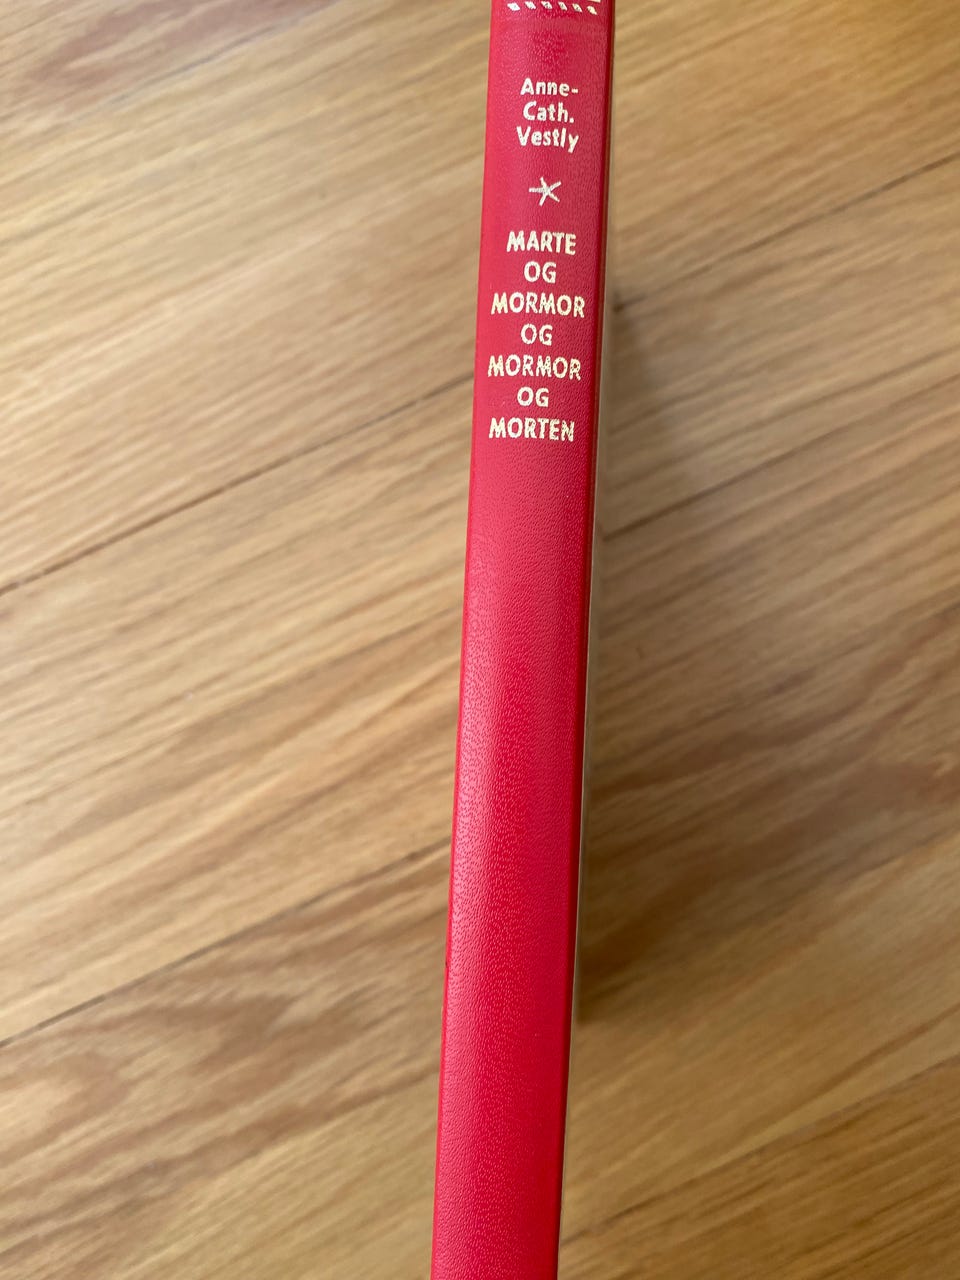 Anne-
Cath.
Vestly
MARTE
OG
MORMOR
OG
MORMOR
OG
MORTEN